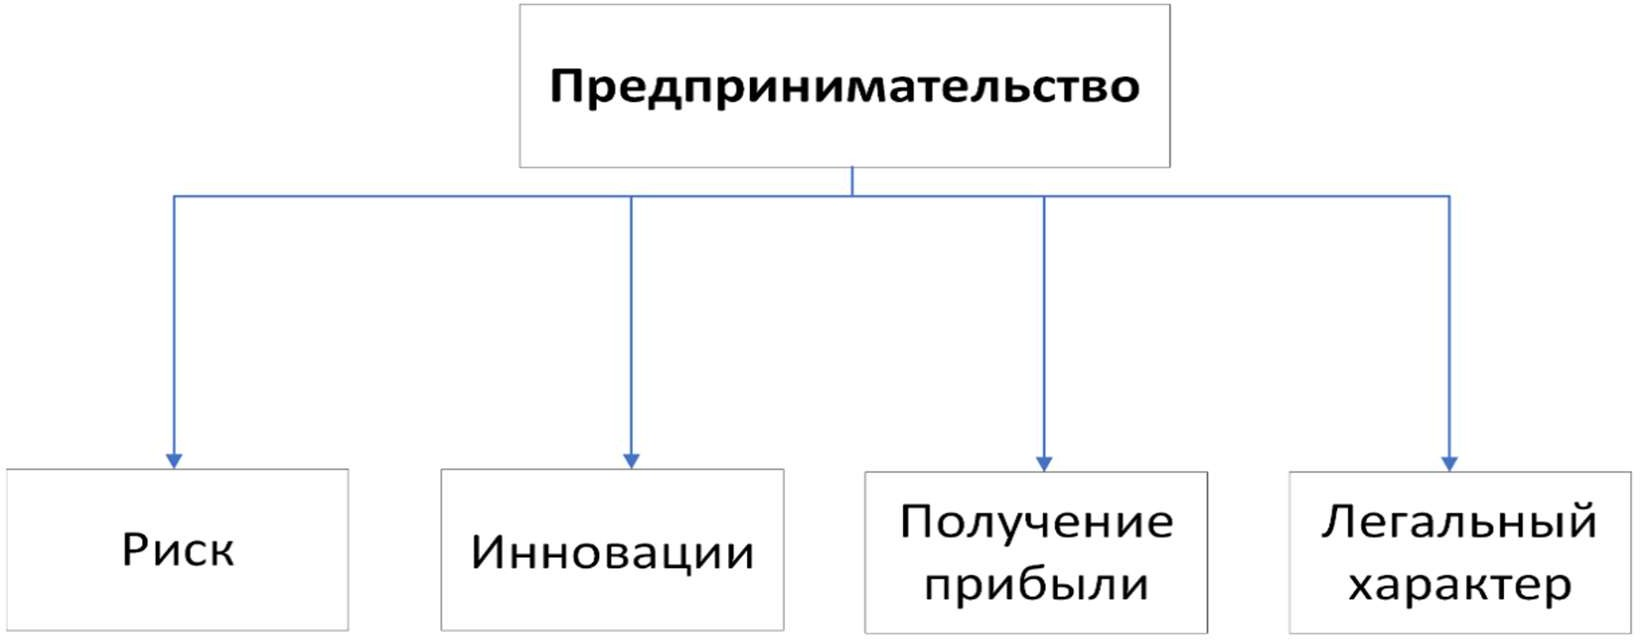 Предпринимательство
Риск
Инновации
Получение
прибыли
Легальный
характер